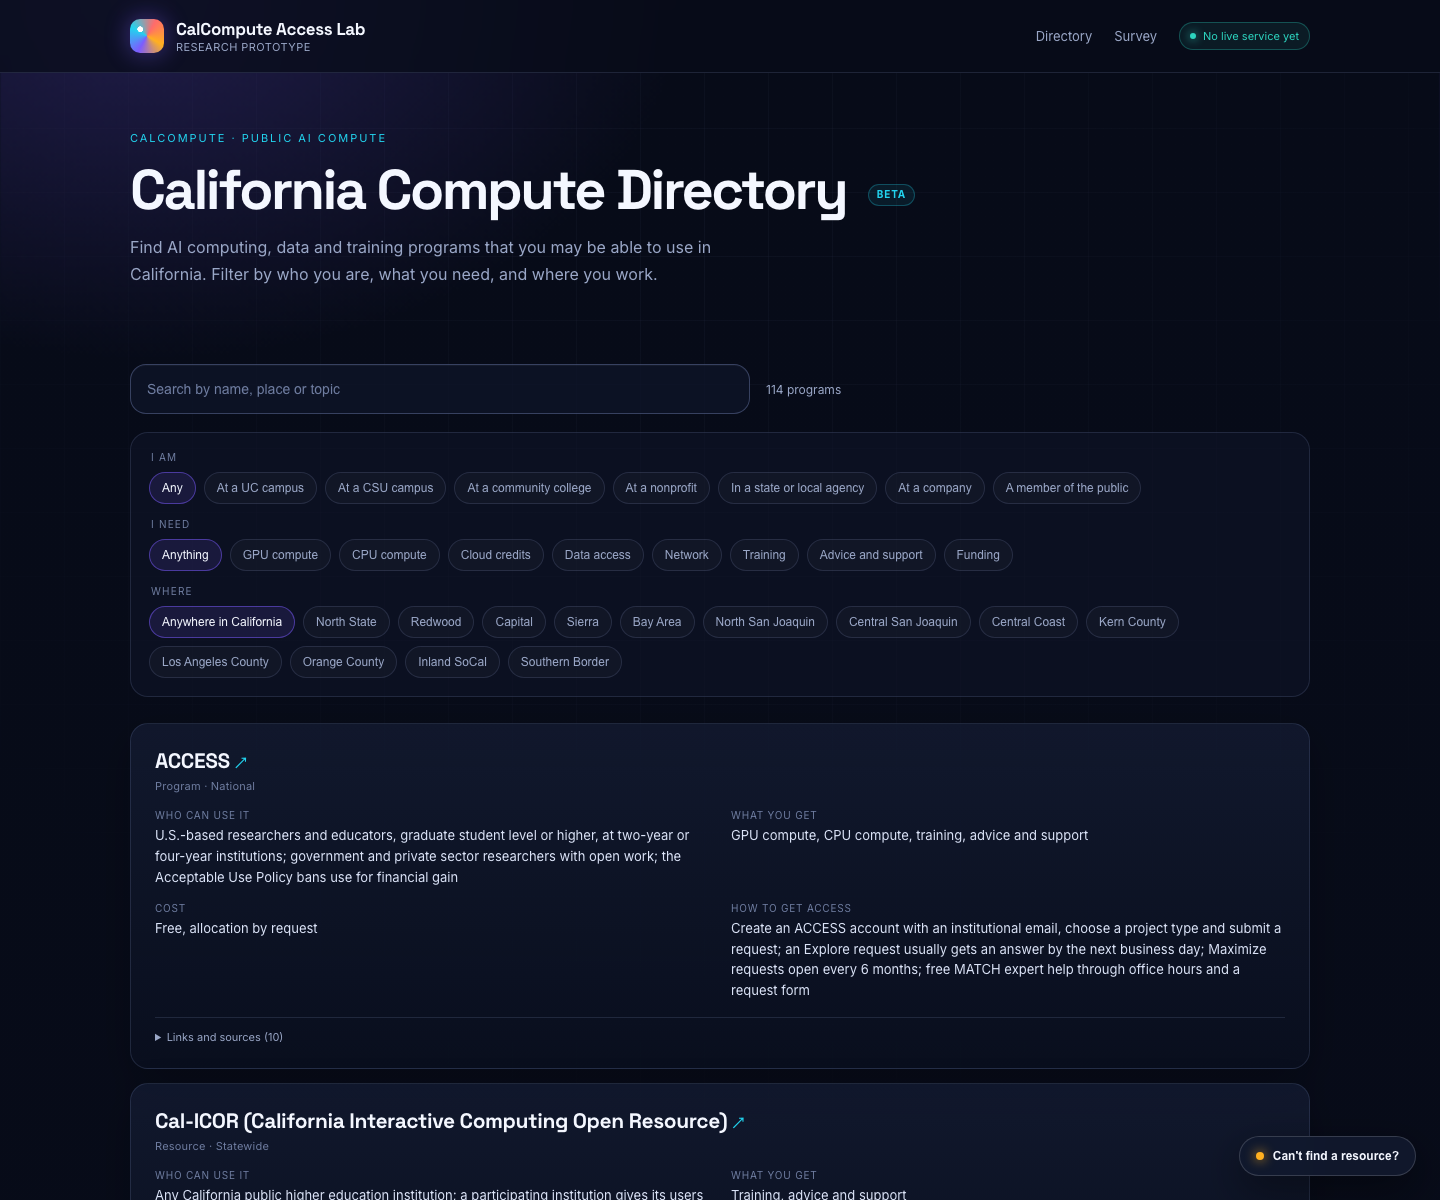 CalCompute Access Lab
RESEARCH PROTOTYPE
Directory
Survey
No live service yet
CALCOMPUTE · PUBLIC AI COMPUTE
California Compute Directory
BETA
Find AI computing, data and training programs that you may be able to use in
California. Filter by who you are, what you need, and where you work.
Search by name, place or topic
114 programs
I AM
Any
At a UC campus
At a CSU campus
At a community college
At a nonprofit
In a state or local agency
At a company
A member of the public
I NEED
Anything
GPU compute
CPU compute
Cloud credits
Data access
Network
Training
Advice and support
Funding
WHERE
Anywhere in California
North State
Redwood
Capital
Sierra
Bay Area
North San Joaquin
Central San Joaquin
Central Coast
Kern County
Los Angeles County
Orange County
Inland SoCal
Southern Border
ACCESS ↗
Program · National
WHO CAN USE IT
U.S.-based researchers and educators, graduate student level or higher, at two-year or
four-year institutions; government and private sector researchers with open work; the
Acceptable Use Policy bans use for financial gain
WHAT YOU GET
GPU compute, CPU compute, training, advice and support
COST
Free, allocation by request
HOW TO GET ACCESS
Create an ACCESS account with an institutional email, choose a project type and submit a
request; an Explore request usually gets an answer by the next business day; Maximize
requests open every 6 months; free MATCH expert help through office hours and a
request form
▶ Links and sources (10)
Cal-ICOR (California Interactive Computing Open Resource) ↗
Resource · Statewide
WHO CAN USE IT
Any California public higher education institution; a participating institution gives its users
WHAT YOU GET
Training, advice and support
Can't find a resource?